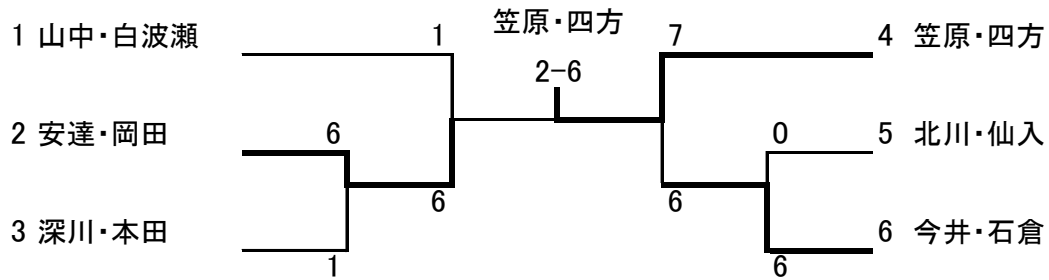 笠原・四方
1 山中・白波瀬
1
7
4 笠原・四方
2-6
2 安達・岡田
6
0
5 北川・仙入
6
6
3 深川・本田
1
6
6 今井・石倉